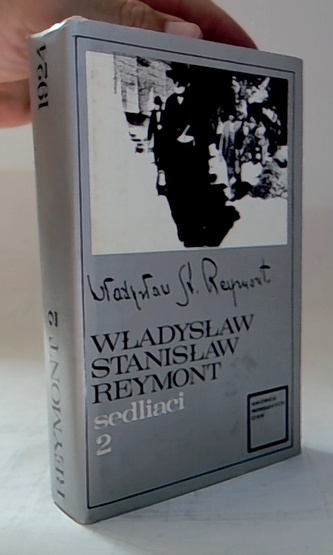 1924
REYMONT 2
Władysław St. Reymont
WŁADYSŁAW
STANISŁAW
REYMONT
sedliaci
2